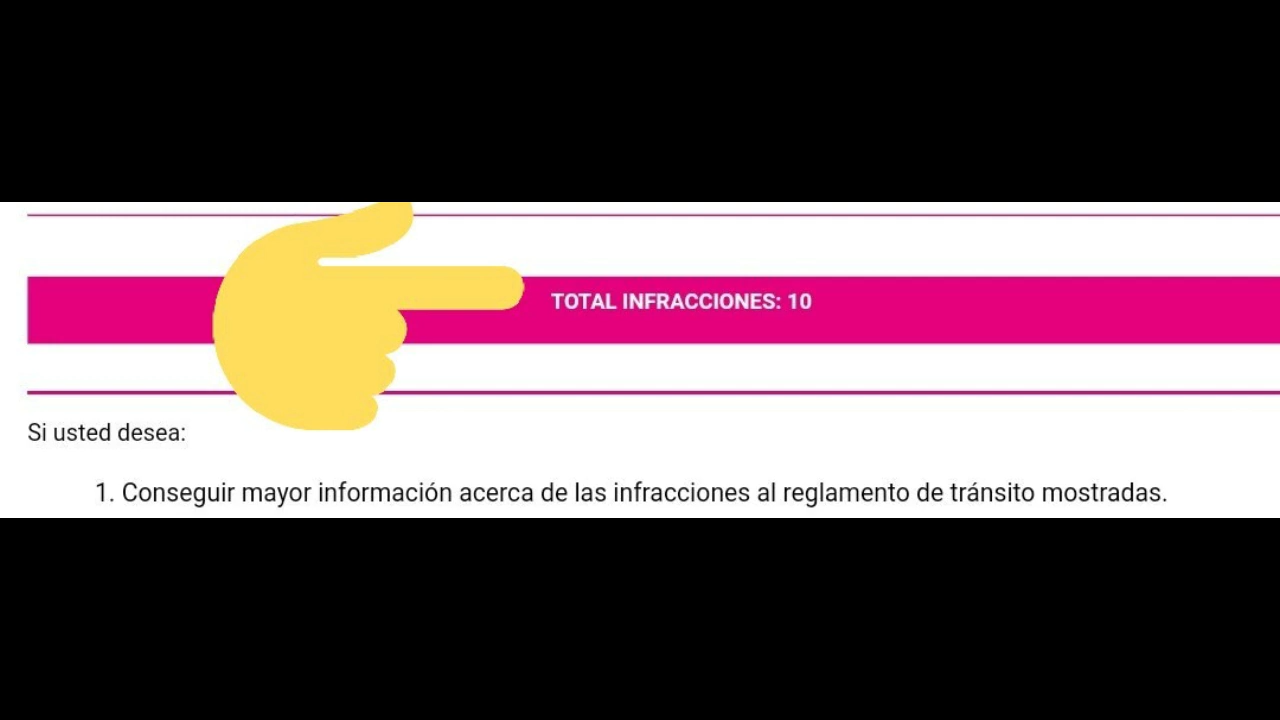 TOTAL INFRACCIONES: 10
Si usted desea:
1. Conseguir mayor información acerca de las infracciones al reglamento de tránsito mostradas.